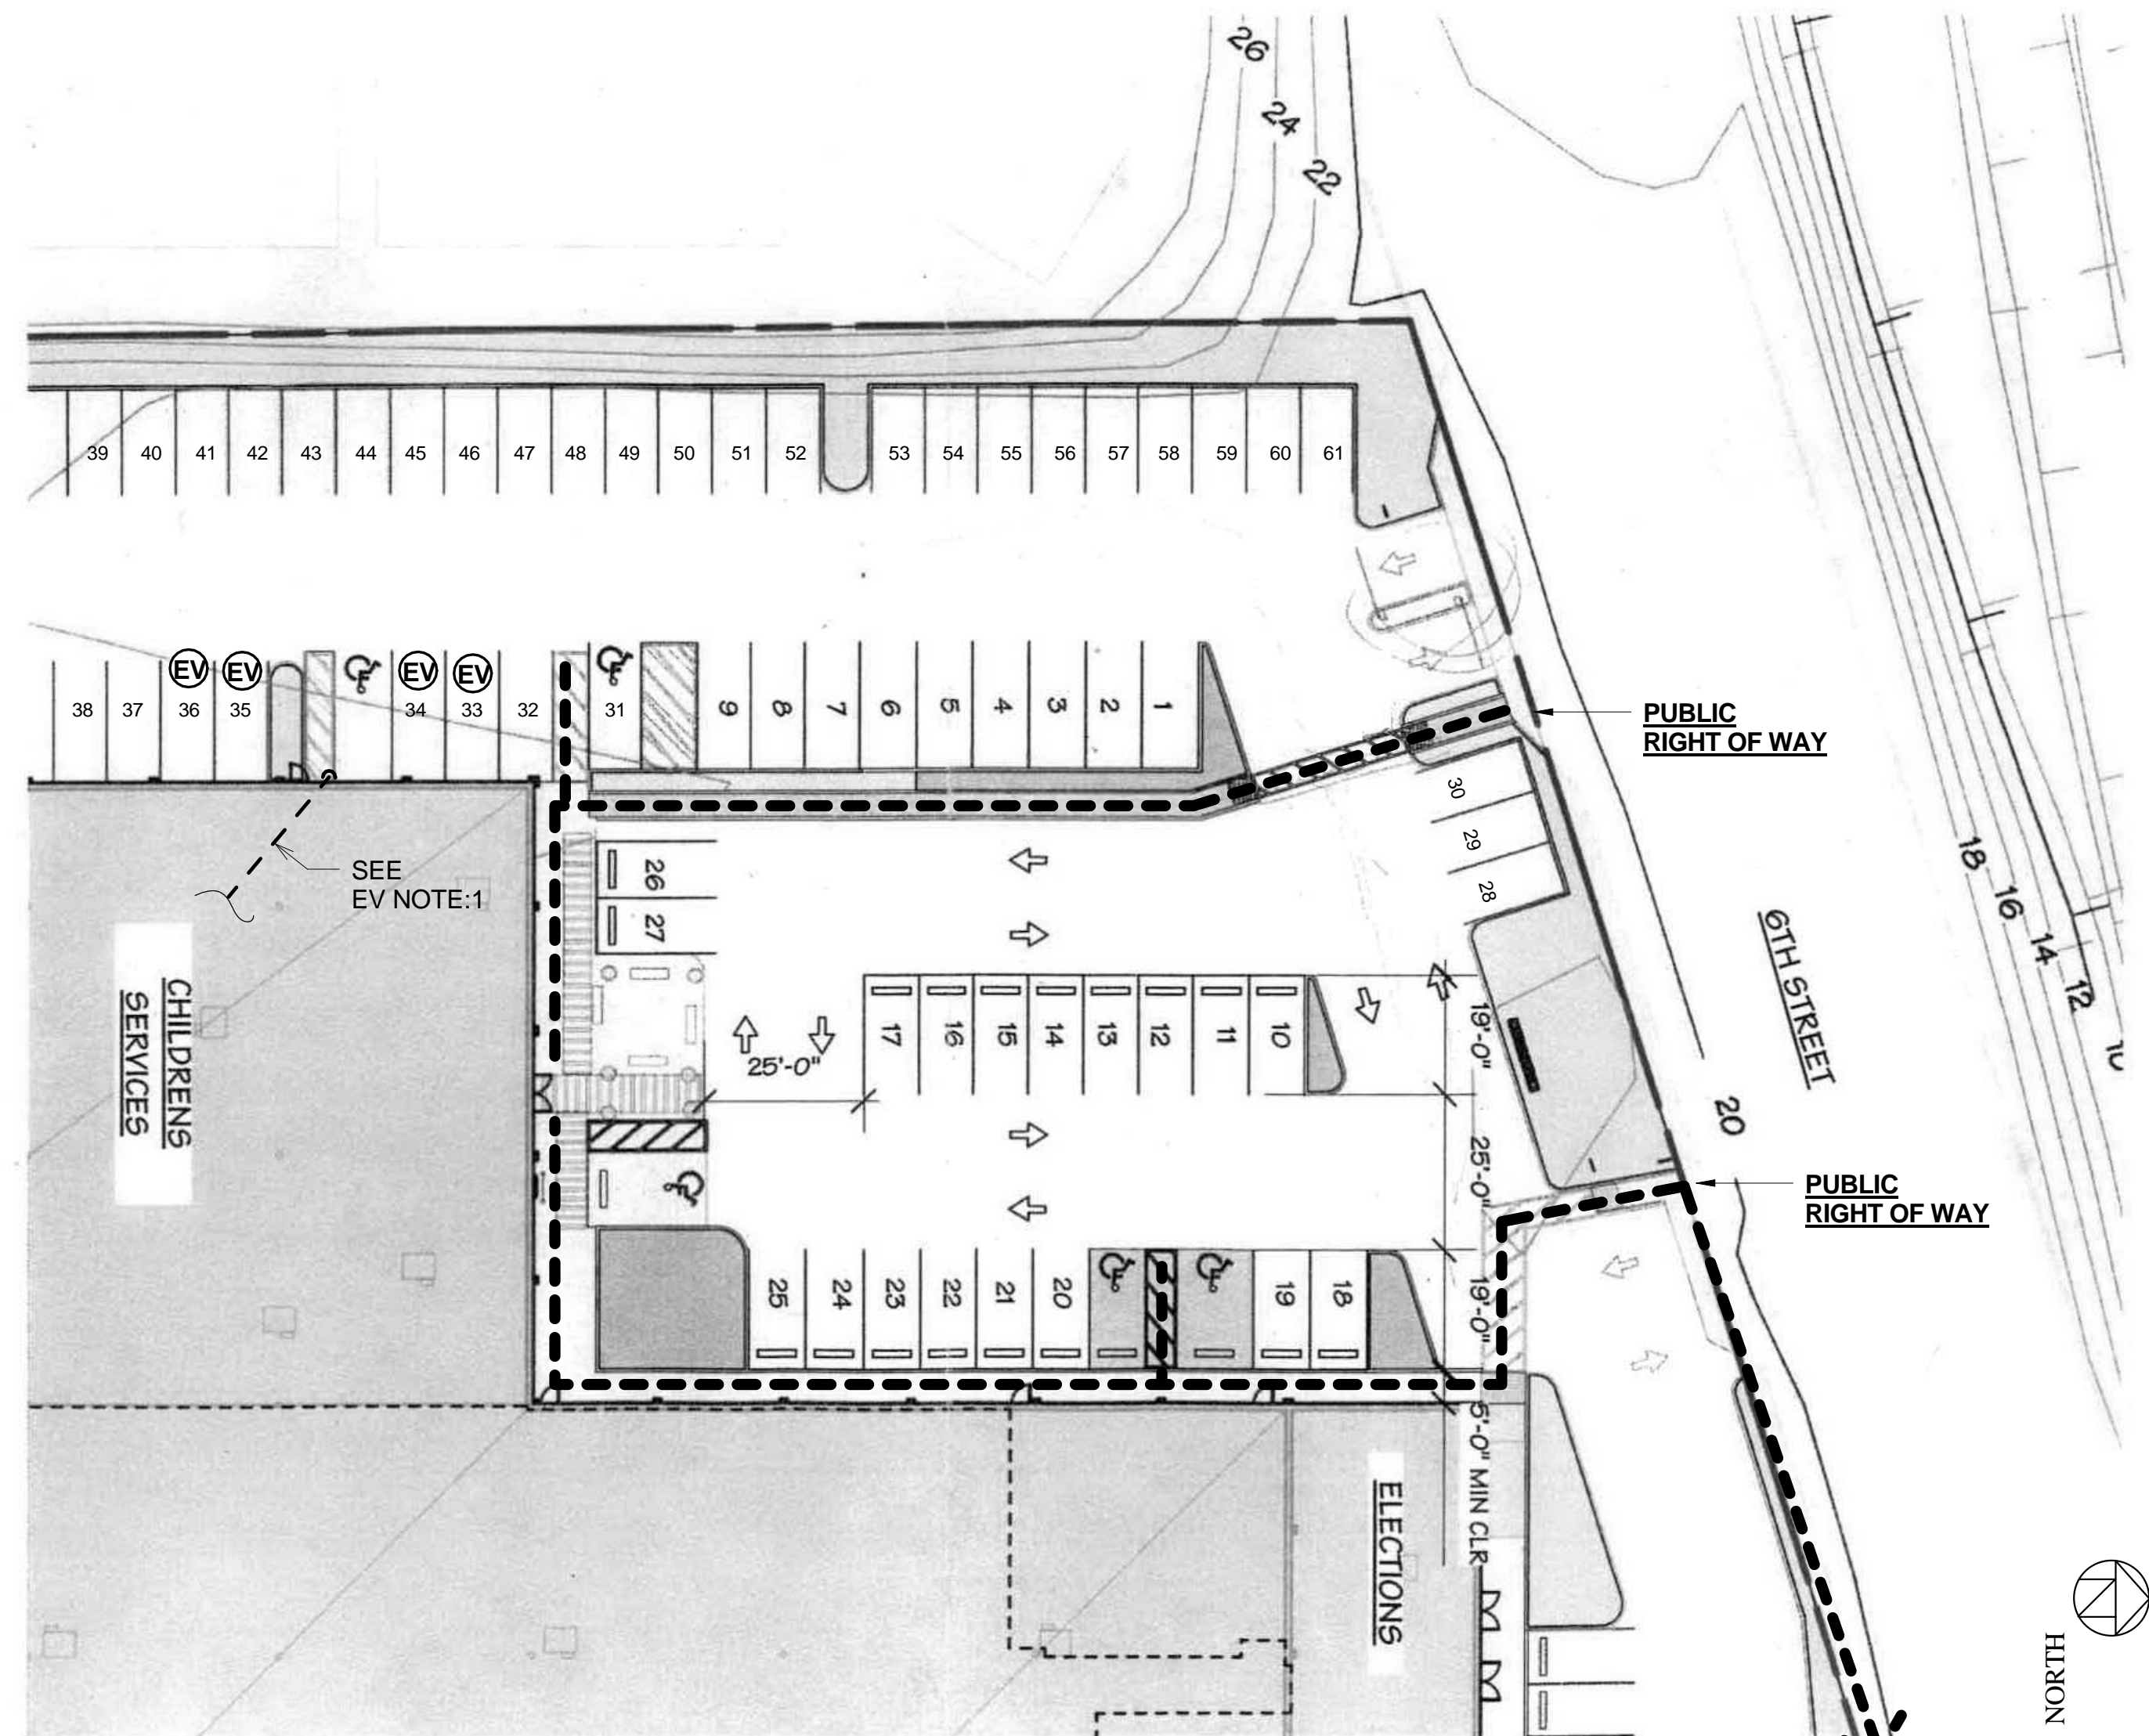 26
24
22
39 40 41 42 43 44 45 46 47 48 49 50 51 52 53 54 55 56 57 58 59 60 61
EV EV EV EV
38 37 36 35 34 33 32 31 9 8 7 6 5 4 3 2 1
PUBLIC
RIGHT OF WAY
30
29
28
26
27
SEE
EV NOTE:1
CHILDRENS
SERVICES
6TH STREET
18
16
14
12
10
20
17 16 15 14 13 12 11 10
25'-0"
19'-0"
25'-0"
19'-0"
5'-0" MIN CLR
PUBLIC
RIGHT OF WAY
25 24 23 22 21 20 19 18
ELECTIONS
N
NORTH